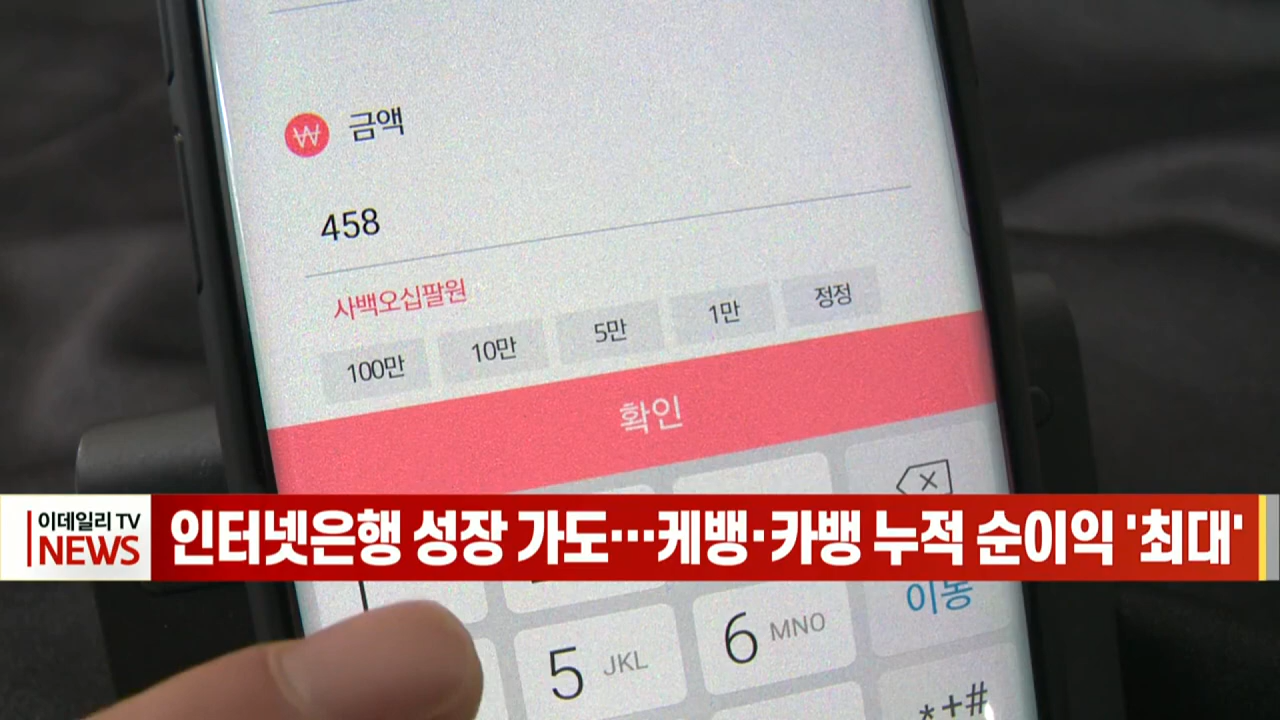 ₩ 금액
458
사백오십팔원
100만 10만 5만 1만 정정
확인
이데일리 TV
NEWS
인터넷은행 성장 가도…케뱅·카뱅 누적 순이익 '최대'
이동
5 JKL 6 MNO
*+#